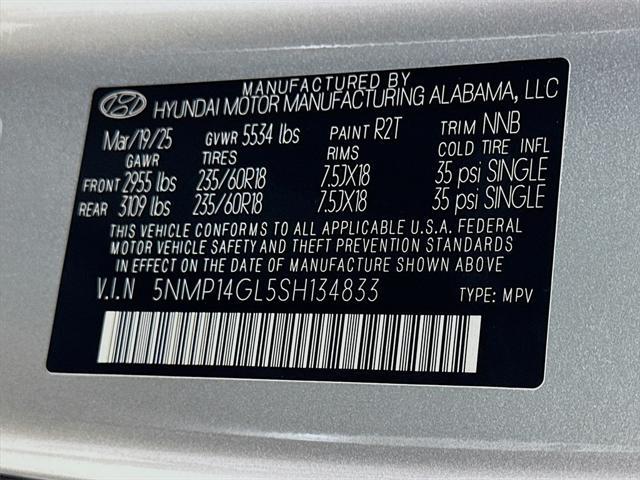 MANUFACTURED BY
HYUNDAI MOTOR MANUFACTURING ALABAMA, LLC
Mar/19/25 GVWR 5534 lbs PAINT R2T TRIM NNB
GAWR TIRES RIMS COLD TIRE INFL
FRONT 2955 lbs 235/60R18 7.5JX18 35 psi SINGLE
REAR 3109 lbs 235/60R18 7.5JX18 35 psi SINGLE
THIS VEHICLE CONFORMS TO ALL APPLICABLE U.S.A. FEDERAL
MOTOR VEHICLE SAFETY AND THEFT PREVENTION STANDARDS
IN EFFECT ON THE DATE OF MANUFACTURE SHOWN ABOVE.
V.I.N 5NMP14GL5SH134833 TYPE: MPV